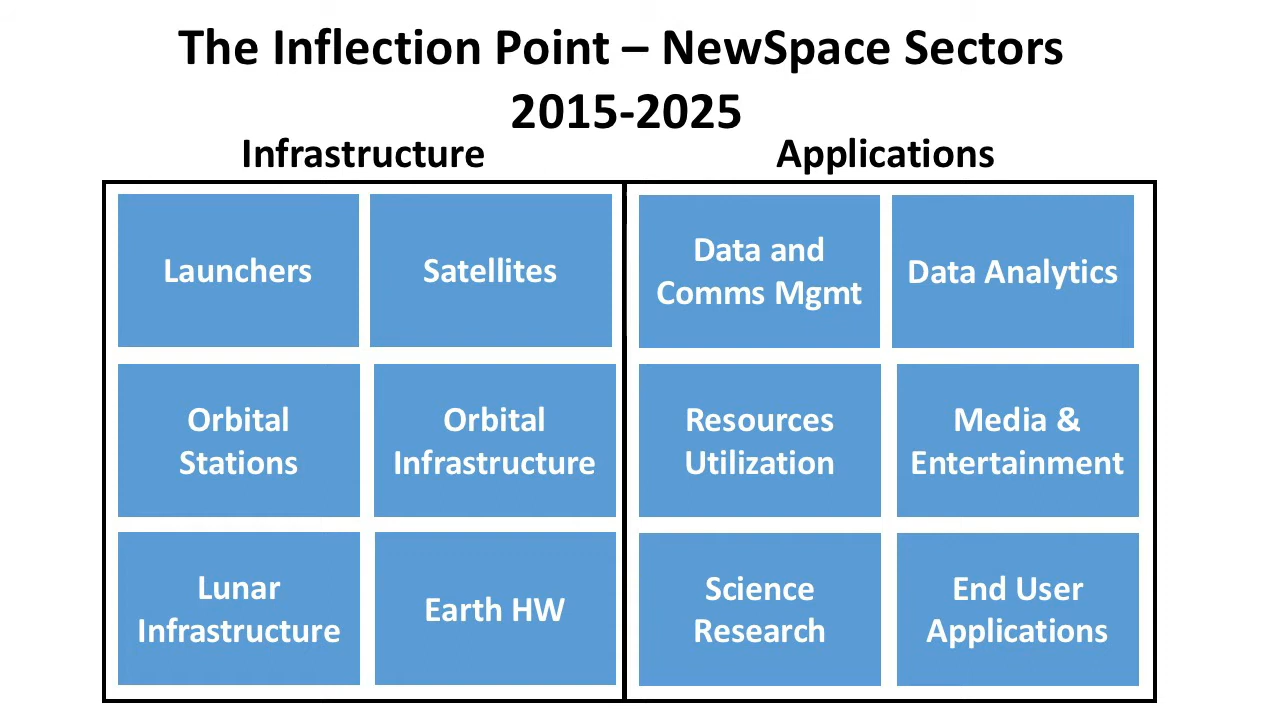 The Inflection Point – NewSpace Sectors
2015-2025
Infrastructure
Applications
Launchers
Satellites
Orbital
Stations
Orbital
Infrastructure
Lunar
Infrastructure
Earth HW
Data and
Comms Mgmt
Data Analytics
Resources
Utilization
Media &
Entertainment
Science
Research
End User
Applications